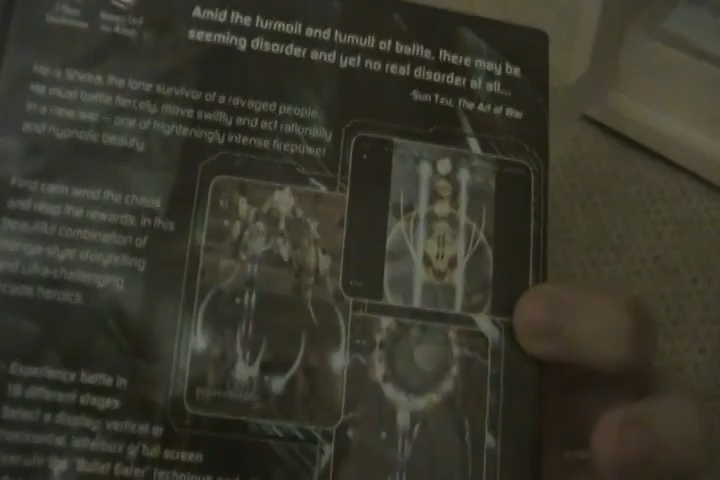 Amid the turmoil and tumult of battle, there may be
seeming disorder and yet no real disorder at all...
-Sun Tzu, The Art of War
He is Shinra, the lone survivor of a ravaged people.
He must battle fiercely, move swiftly and act rationally
in a new war – one of frighteningly intense firepower
and hypnotic beauty.
Find calm amid the chaos
and reap the rewards, in this
beautiful combination of
manga-style storytelling
and ultra-challenging
arcade heroics.
Experience battle in
different stages
Select a display: vertical or
horizontal, letterbox or full screen
Execute the "Bullet Eater" technique and